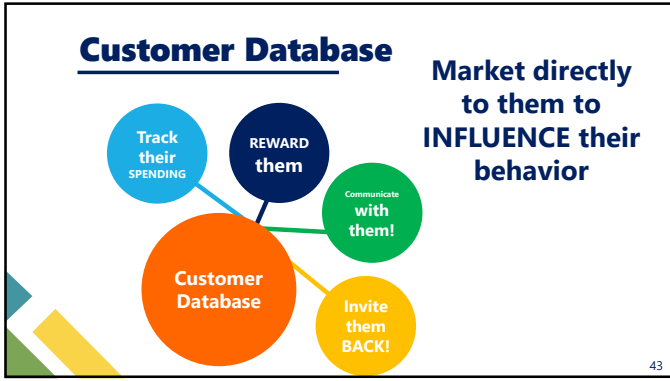 Customer Database
Market directly
to them to
INFLUENCE their
behavior
Track
their
SPENDING
REWARD
them
Communicate
with
them!
Customer
Database
Invite
them
BACK!
43